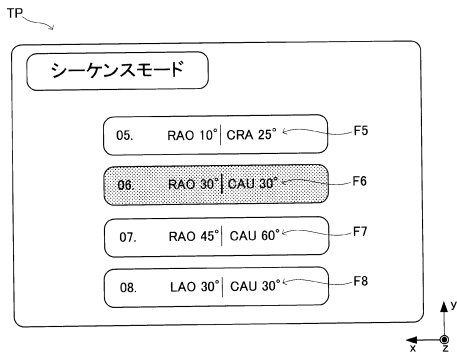 TP
シーケンスモード
05. RAO 10° CRA 25° F5
06. RAO 30° CAU 30° F6
07. RAO 45° CAU 60° F7
08. LAO 30° CAU 30° F8
y
x z